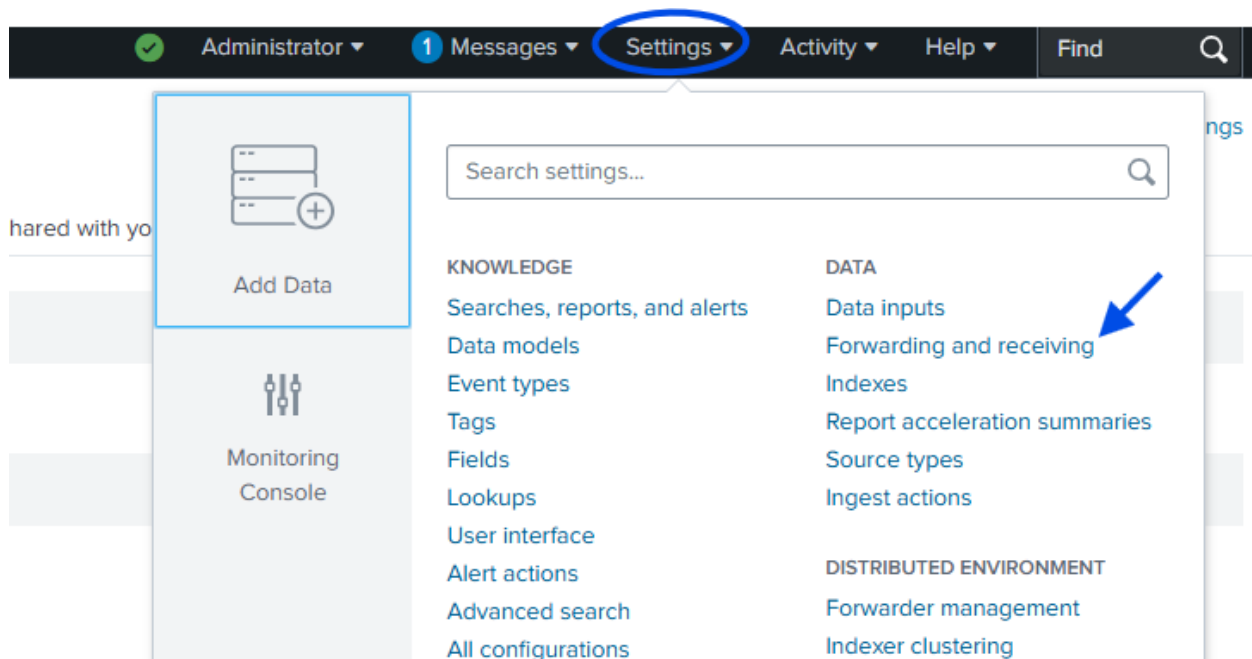 Administrator 1 Messages Settings Activity Help Find
ngs
Search settings...
hared with yo
Add Data
Monitoring
Console
KNOWLEDGE
Searches, reports, and alerts
Data models
Event types
Tags
Fields
Lookups
User interface
Alert actions
Advanced search
All configurations
DATA
Data inputs
Forwarding and receiving
Indexes
Report acceleration summaries
Source types
Ingest actions
DISTRIBUTED ENVIRONMENT
Forwarder management
Indexer clustering